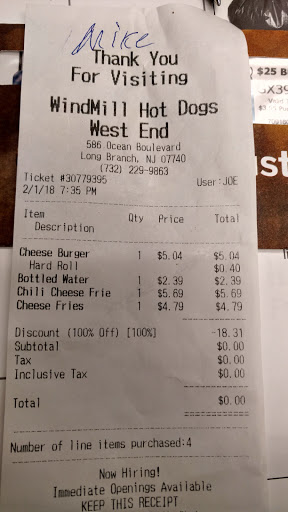 Mike
Thank You
For Visiting
WindMill Hot Dogs
West End
586 Ocean Boulevard
Long Branch, NJ 07740
(732) 229-9863
Ticket #30779395 User:JOE
2/1/18 7:35 PM
Item Qty Price Total
Description
Cheese Burger 1 $5.04 $5.04
Hard Roll $0.40
Bottled Water 1 $2.39 $2.39
Chili Cheese Frie 1 $5.69 $5.69
Cheese Fries 1 $4.79 $4.79
Discount (100% Off) [100%] -18.31
Subtotal $0.00
Tax $0.00
Inclusive Tax $0.00
Total $0.00
Number of line items purchased:4
Now Hiring!
Immediate Openings Available
KEEP THIS RECEIPT
$25 B